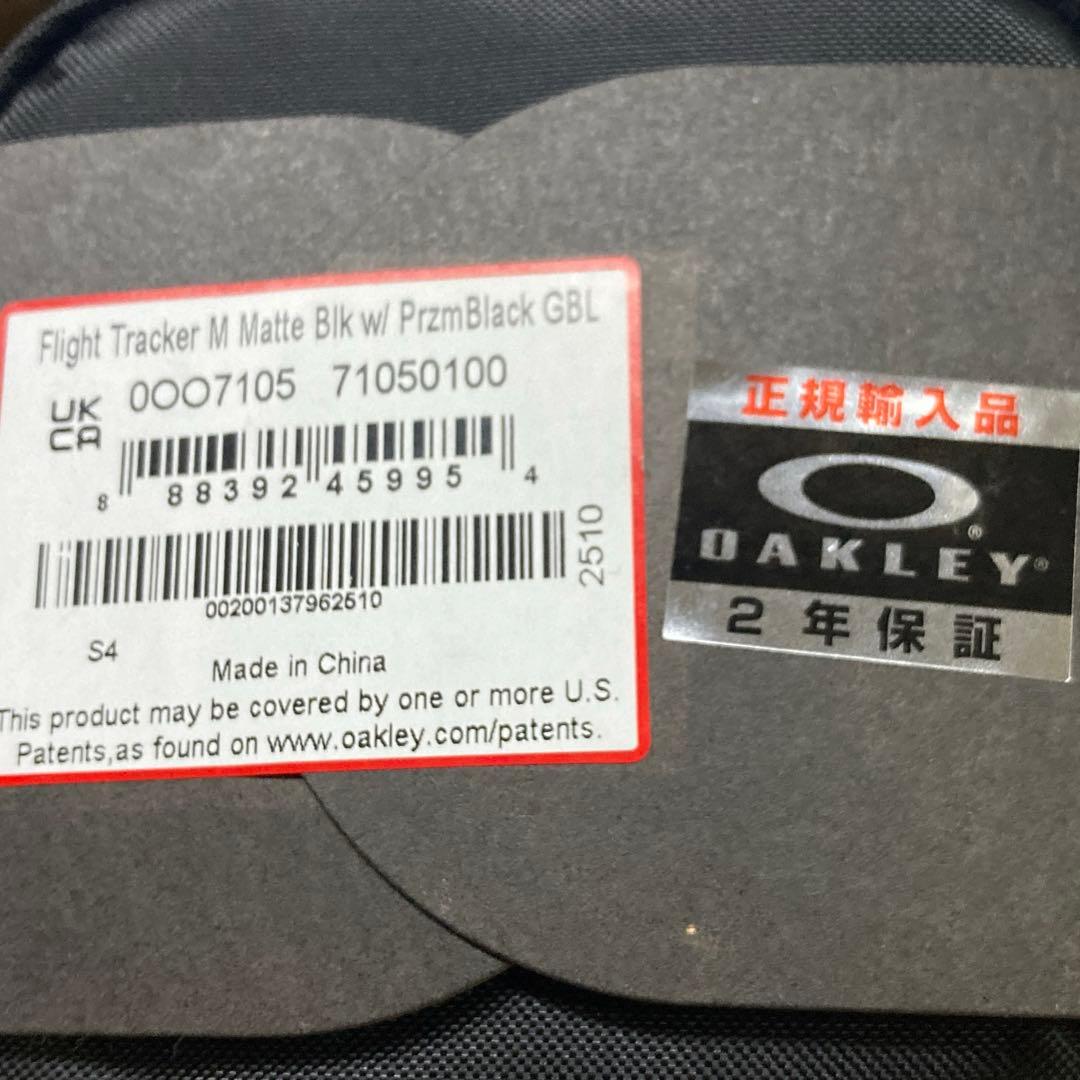 Flight Tracker M Matte Blk w/ PrzmBlack GBL
UK
CA
0OO7105 71050100
8 88392 45995 4
2510
00200137962510
S4
Made in China
This product may be covered by one or more U.S.
Patents,as found on www.oakley.com/patents.
正規輸入品
®
OAKLEY®
2年保証